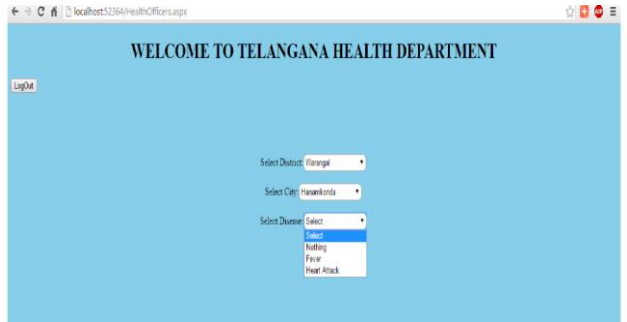 localhost:52364/HealthOfficers.aspx
WELCOME TO TELANGANA HEALTH DEPARTMENT
LogOut
Select District: Warangal
Select City: Hanamkonda
Select Disease: Select
Select
Nothing
Fever
Heart Attack